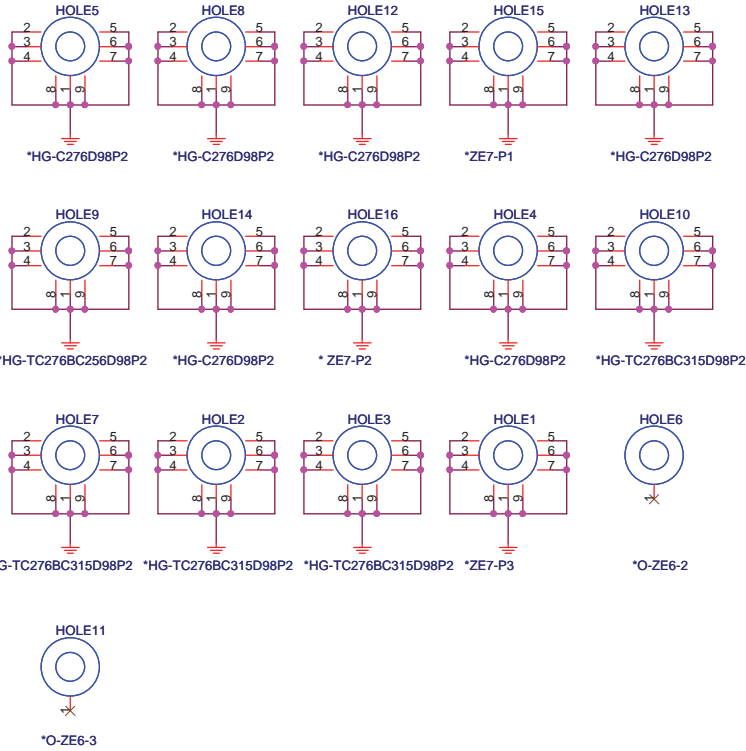 HOLE5 HOLE8 HOLE12 HOLE15 HOLE13
2 5 2 5 2 5 2 5 2 5
3 6 3 6 3 6 3 6 3 6
4 7 4 7 4 7 4 7 4 7
8 1 9 8 1 9 8 1 9 8 1 9 8 1 9
*HG-C276D98P2 *HG-C276D98P2 *HG-C276D98P2 *ZE7-P1 *HG-C276D98P2
HOLE9 HOLE14 HOLE16 HOLE4 HOLE10
2 5 2 5 2 5 2 5 2 5
3 6 3 6 3 6 3 6 3 6
4 7 4 7 4 7 4 7 4 7
8 1 9 8 1 9 8 1 9 8 1 9 8 1 9
*HG-TC276BC256D98P2 *HG-C276D98P2 * ZE7-P2 *HG-C276D98P2 *HG-TC276BC315D98P2
HOLE7 HOLE2 HOLE3 HOLE1 HOLE6
2 5 2 5 2 5 2 5
3 6 3 6 3 6 3 6
4 7 4 7 4 7 4 7
8 1 9 8 1 9 8 1 9 8 1 9 1
G-TC276BC315D98P2 *HG-TC276BC315D98P2 *HG-TC276BC315D98P2 *ZE7-P3 *O-ZE6-2
HOLE11
1
*O-ZE6-3